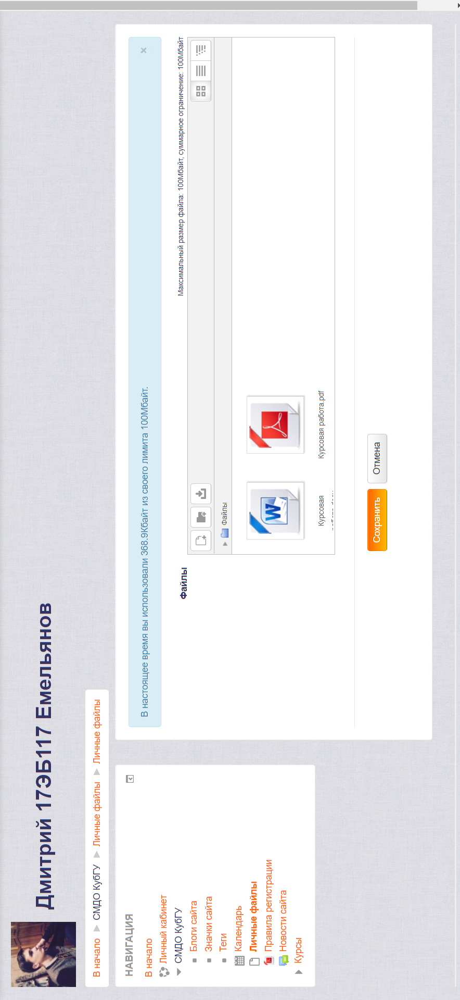 Дмитрий 17ЭБ117 Емельянов
В начало ► СМДО КубГУ ► Личные файлы ► Личные файлы
НАВИГАЦИЯ
В начало
Личный кабинет
СМДО КубГУ
Блоги сайта
Значки сайта
Теги
Календарь
Личные файлы
Правила регистрации
Новости сайта
Курсы
В настоящее время вы использовали 368.9Кбайт из своего лимита 100Мбайт.
×
Файлы
Максимальный размер файла: 100Мбайт, суммарное ограничение: 100Мбайт
Файлы
Курсовая
Курсовая работа.pdf
Сохранить
Отмена